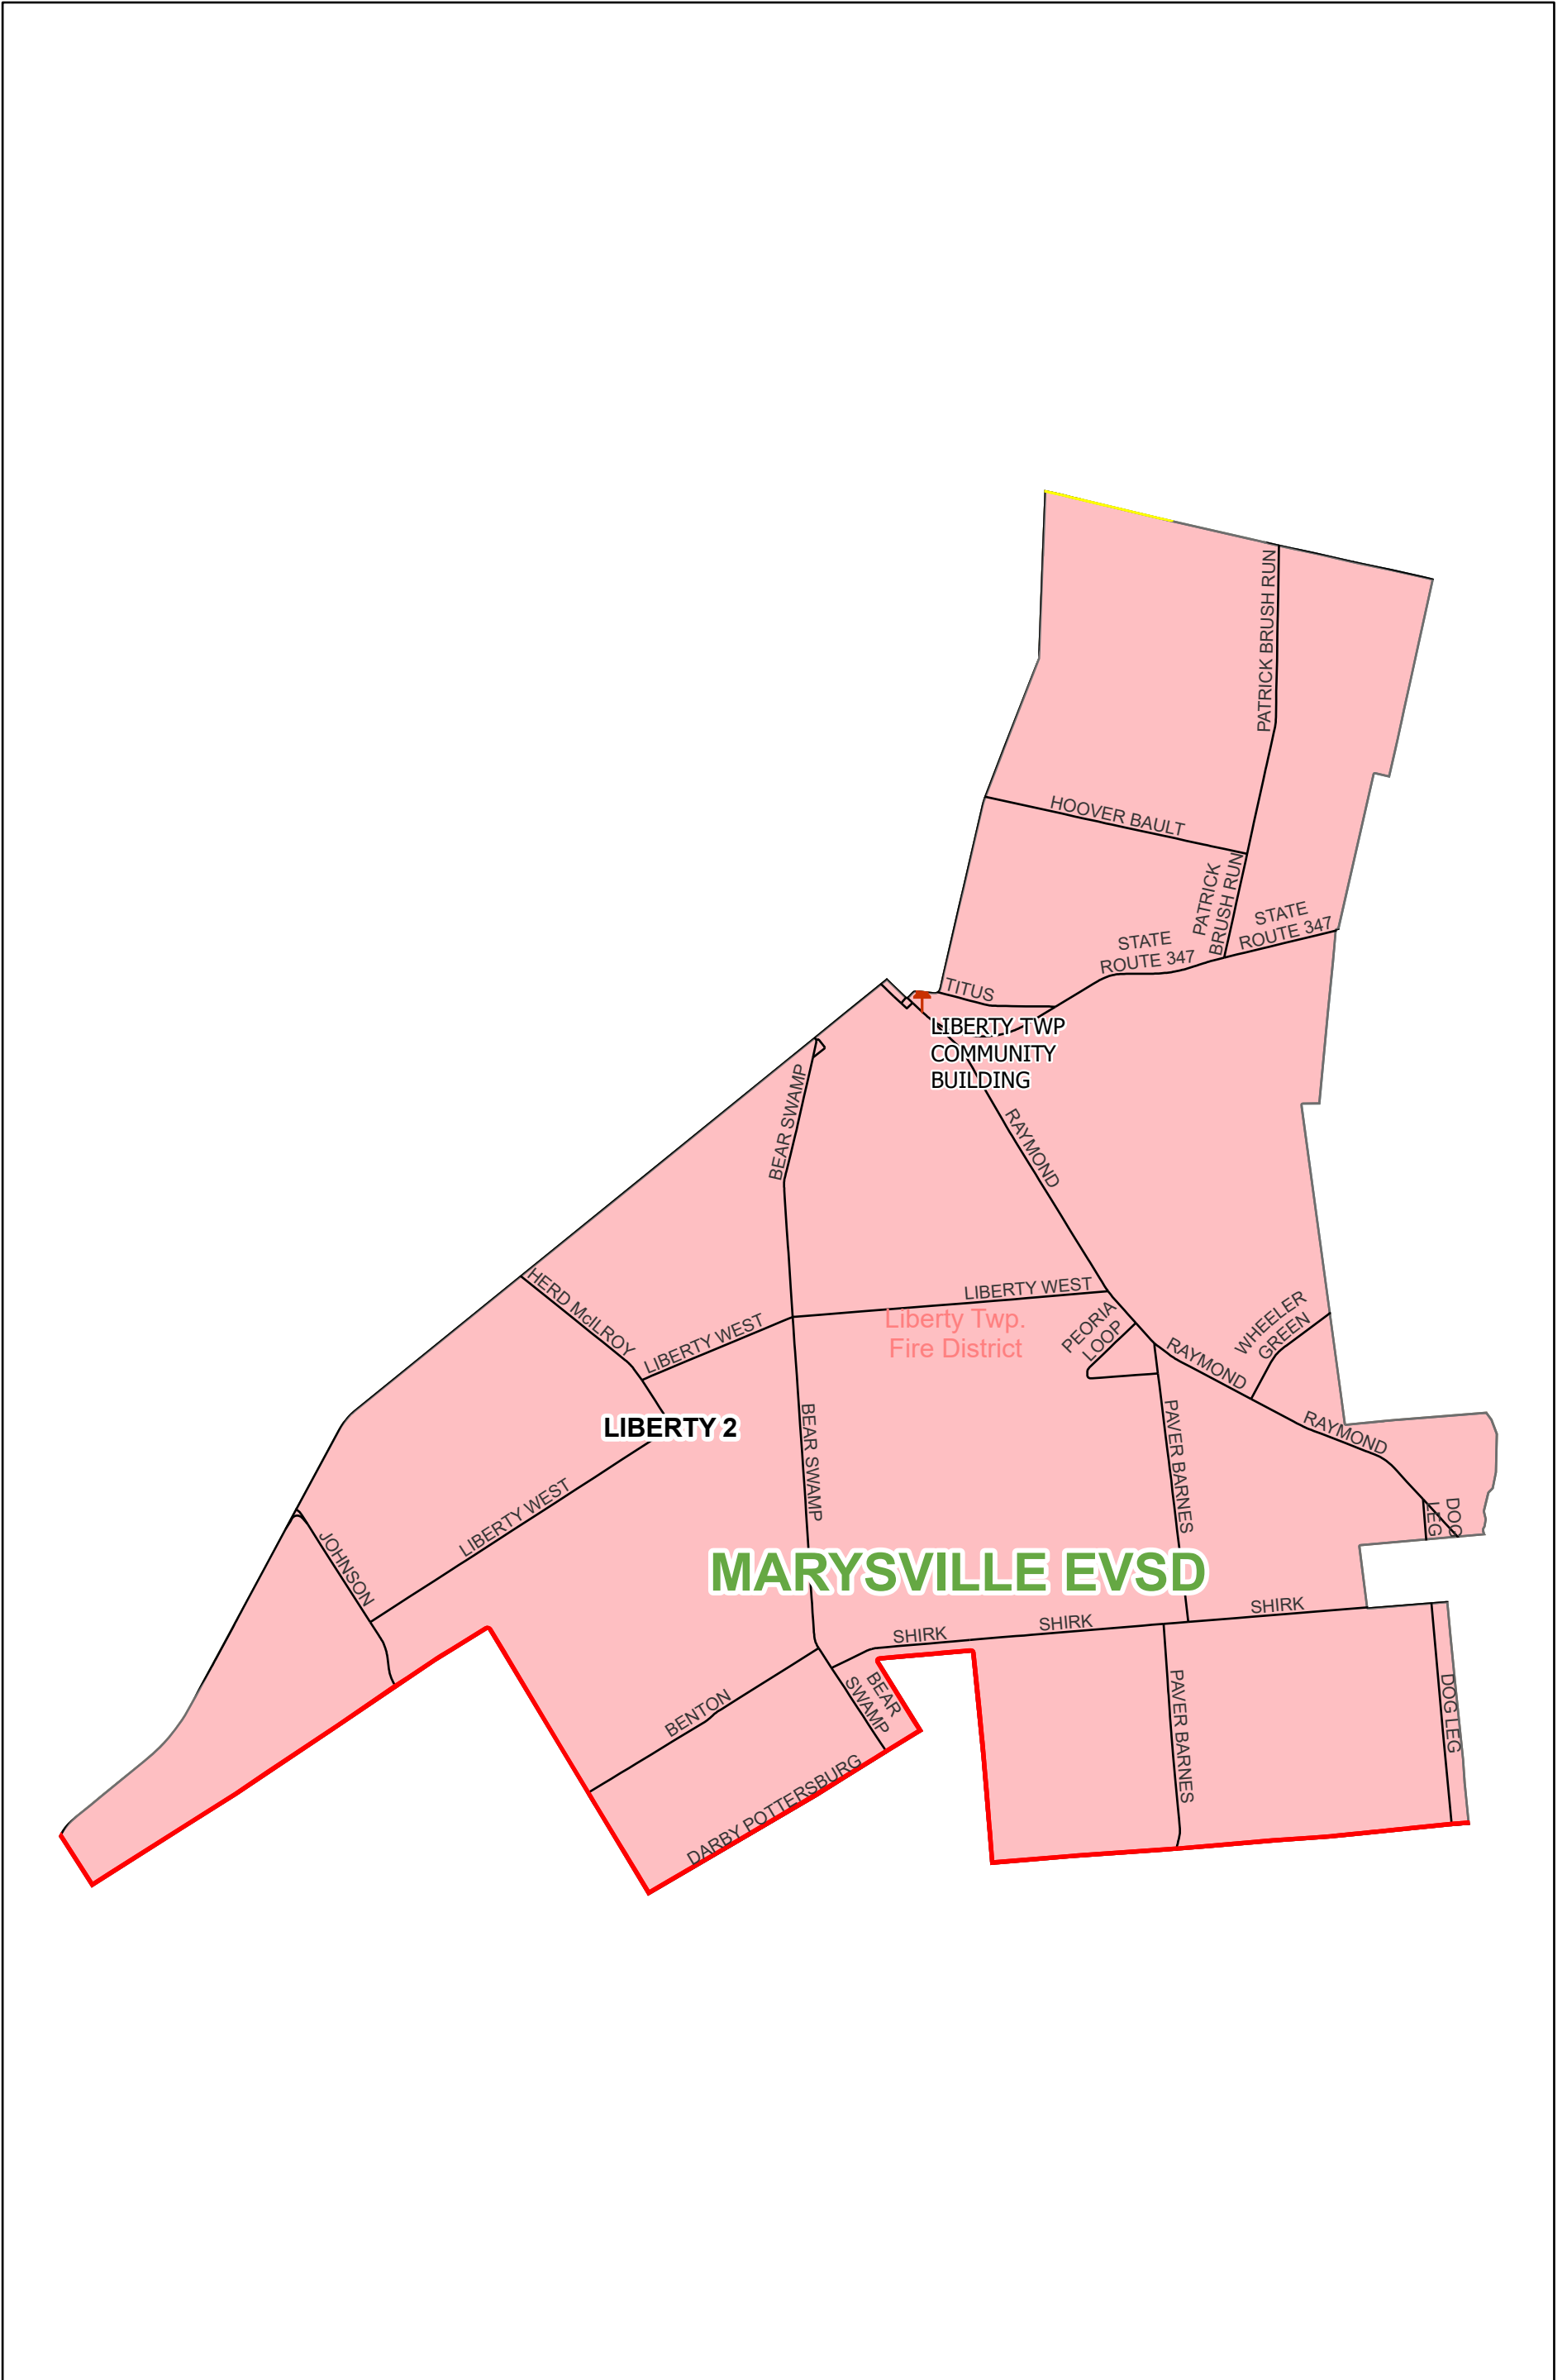 PATRICK BRUSH RUN
HOOVER BAULT
PATRICK
BRUSH RUN
STATE
ROUTE 347
STATE
ROUTE 347
TITUS
LIBERTY TWP
COMMUNITY
BUILDING
BEAR SWAMP
RAYMOND
HERD McILROY
LIBERTY WEST
LIBERTY WEST
Liberty Twp.
Fire District
PEORIA
LOOP
WHEELER
GREEN
RAYMOND
LIBERTY 2
BEAR SWAMP
PAVER BARNES
RAYMOND
LIBERTY WEST
DOG
LEG
JOHNSON
MARYSVILLE EVSD
SHIRK
SHIRK
SHIRK
BENTON
BEAR
SWAMP
PAVER BARNES
DOG LEG
DARBY POTTERSBURG